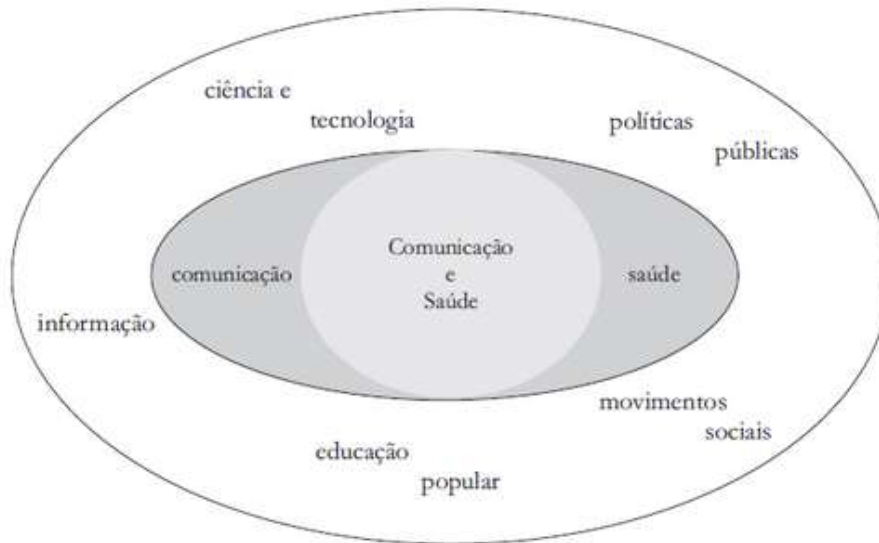 ciência e
tecnologia
políticas
públicas
comunicação
Comunicação
e
Saúde
saúde
informação
movimentos
sociais
educação
popular